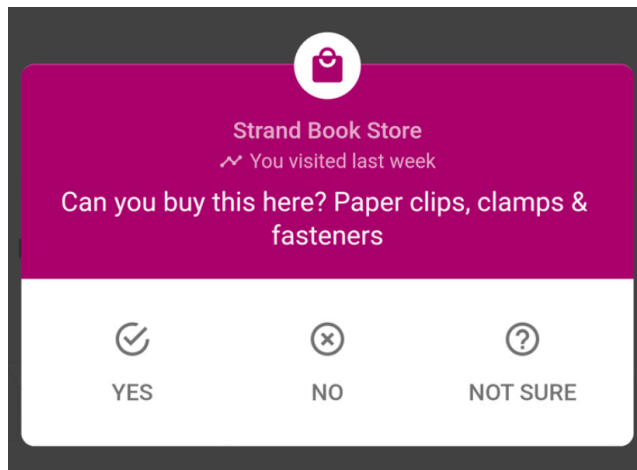 Strand Book Store
You visited last week
Can you buy this here? Paper clips, clamps &
fasteners
YES
NO
NOT SURE